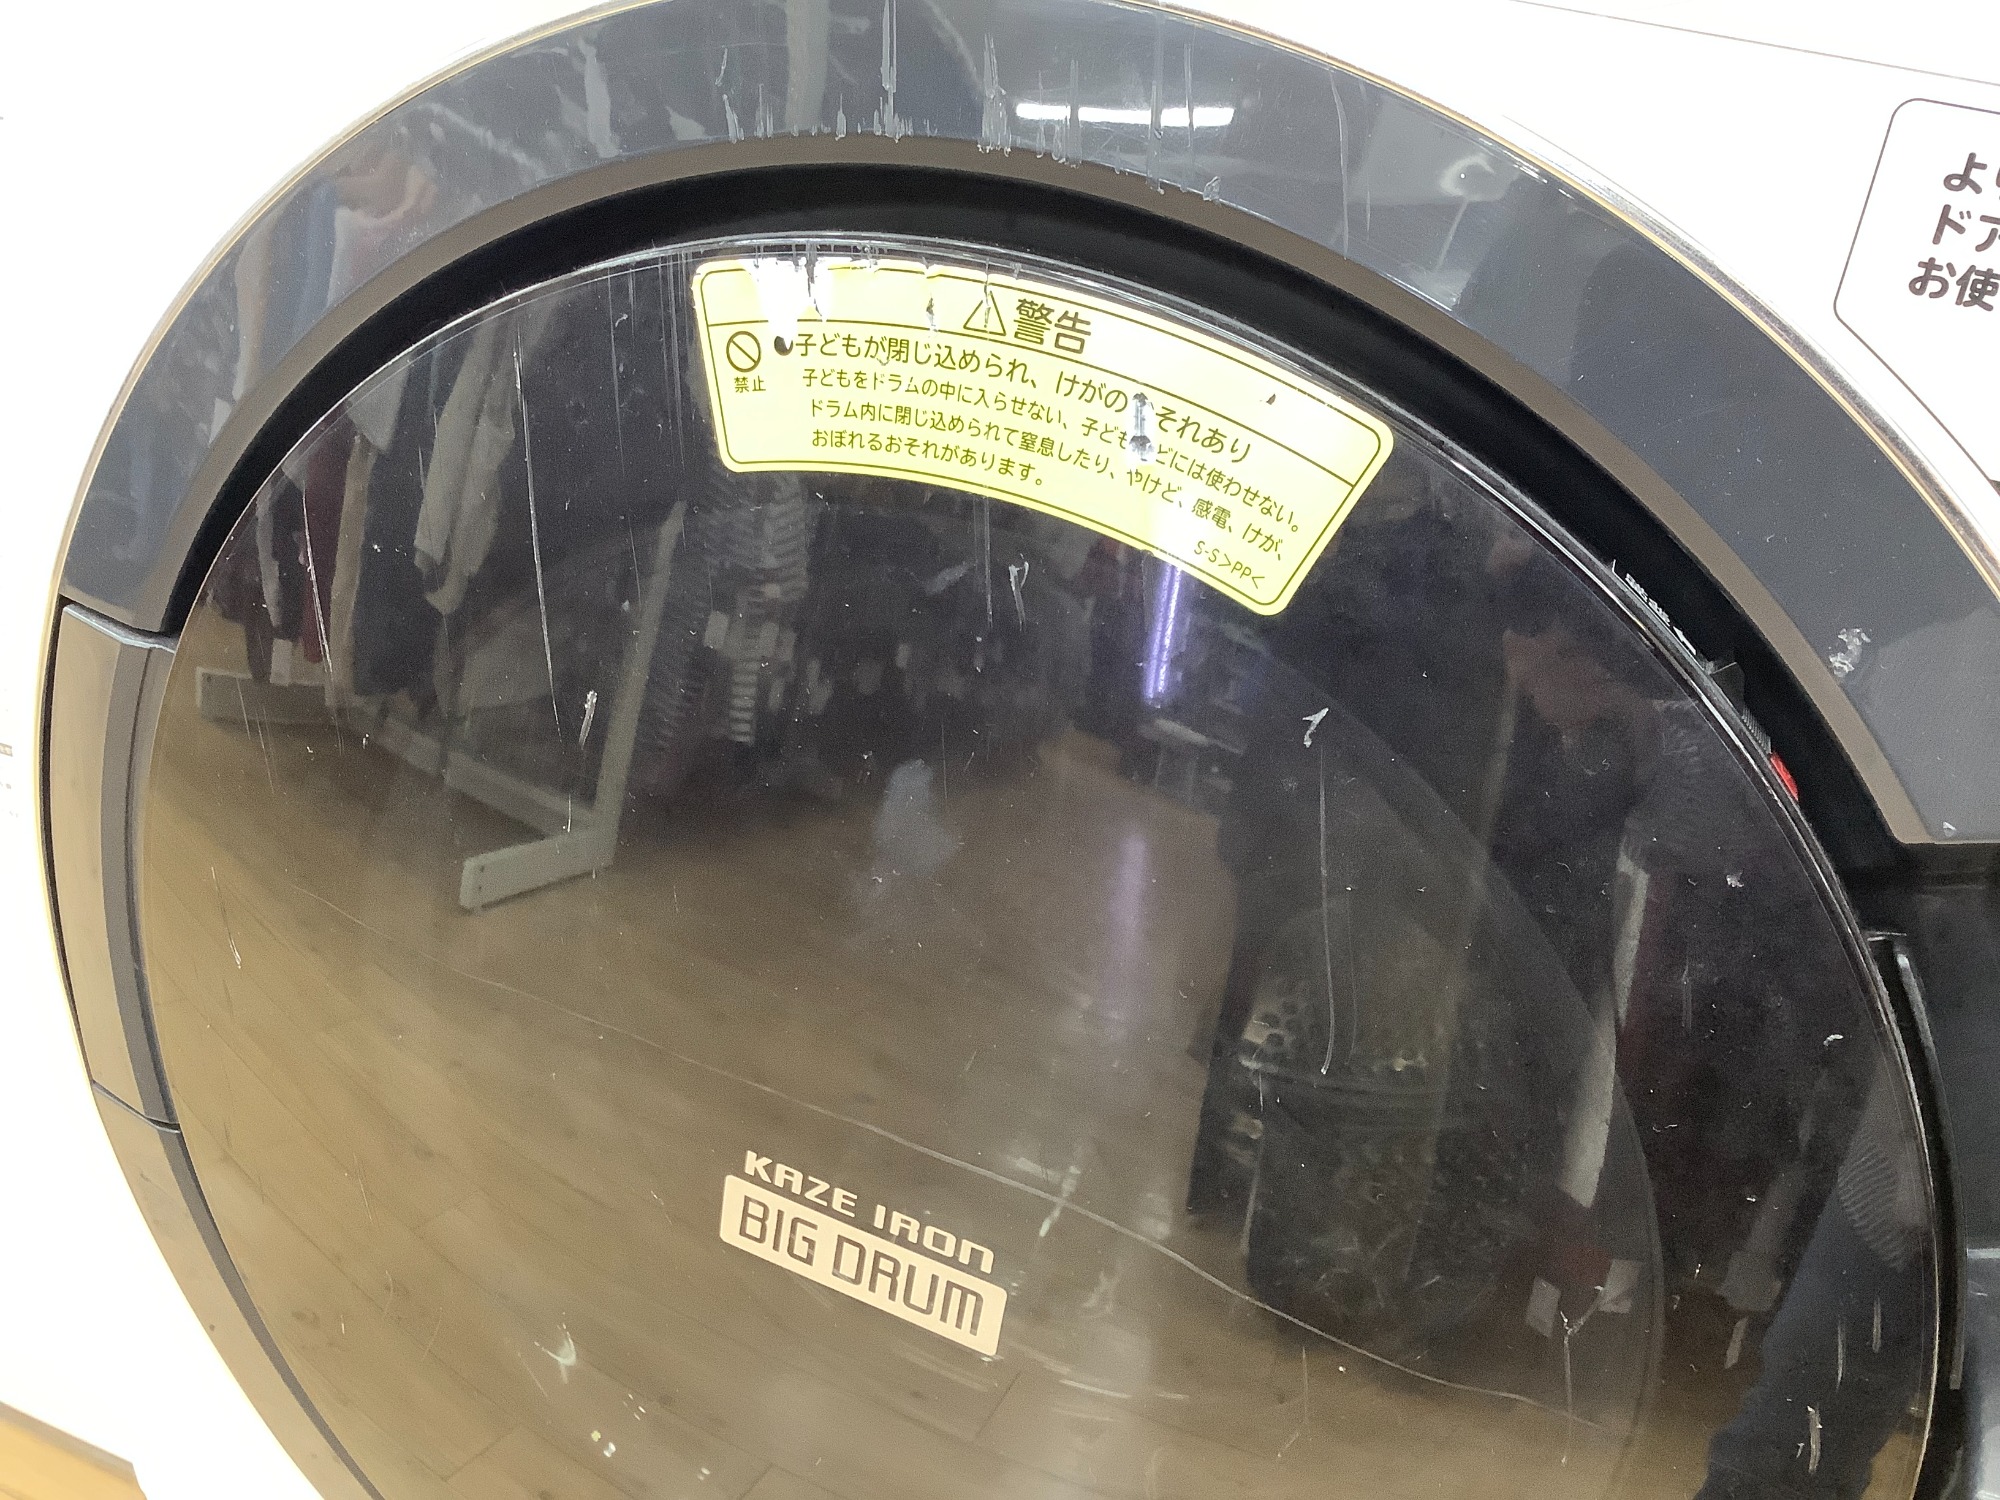 警告
禁止
子どもが閉じ込められ、けがの それあり
子どもをドラムの中に入らせない、子ども どには使わせない。
ドラム内に閉じ込められて窒息したり、やけど、感電、けが、
おぼれるおそれがあります。
S-S>PP<
KAZE IRON
BIG DRUM
よ
ドア
お使